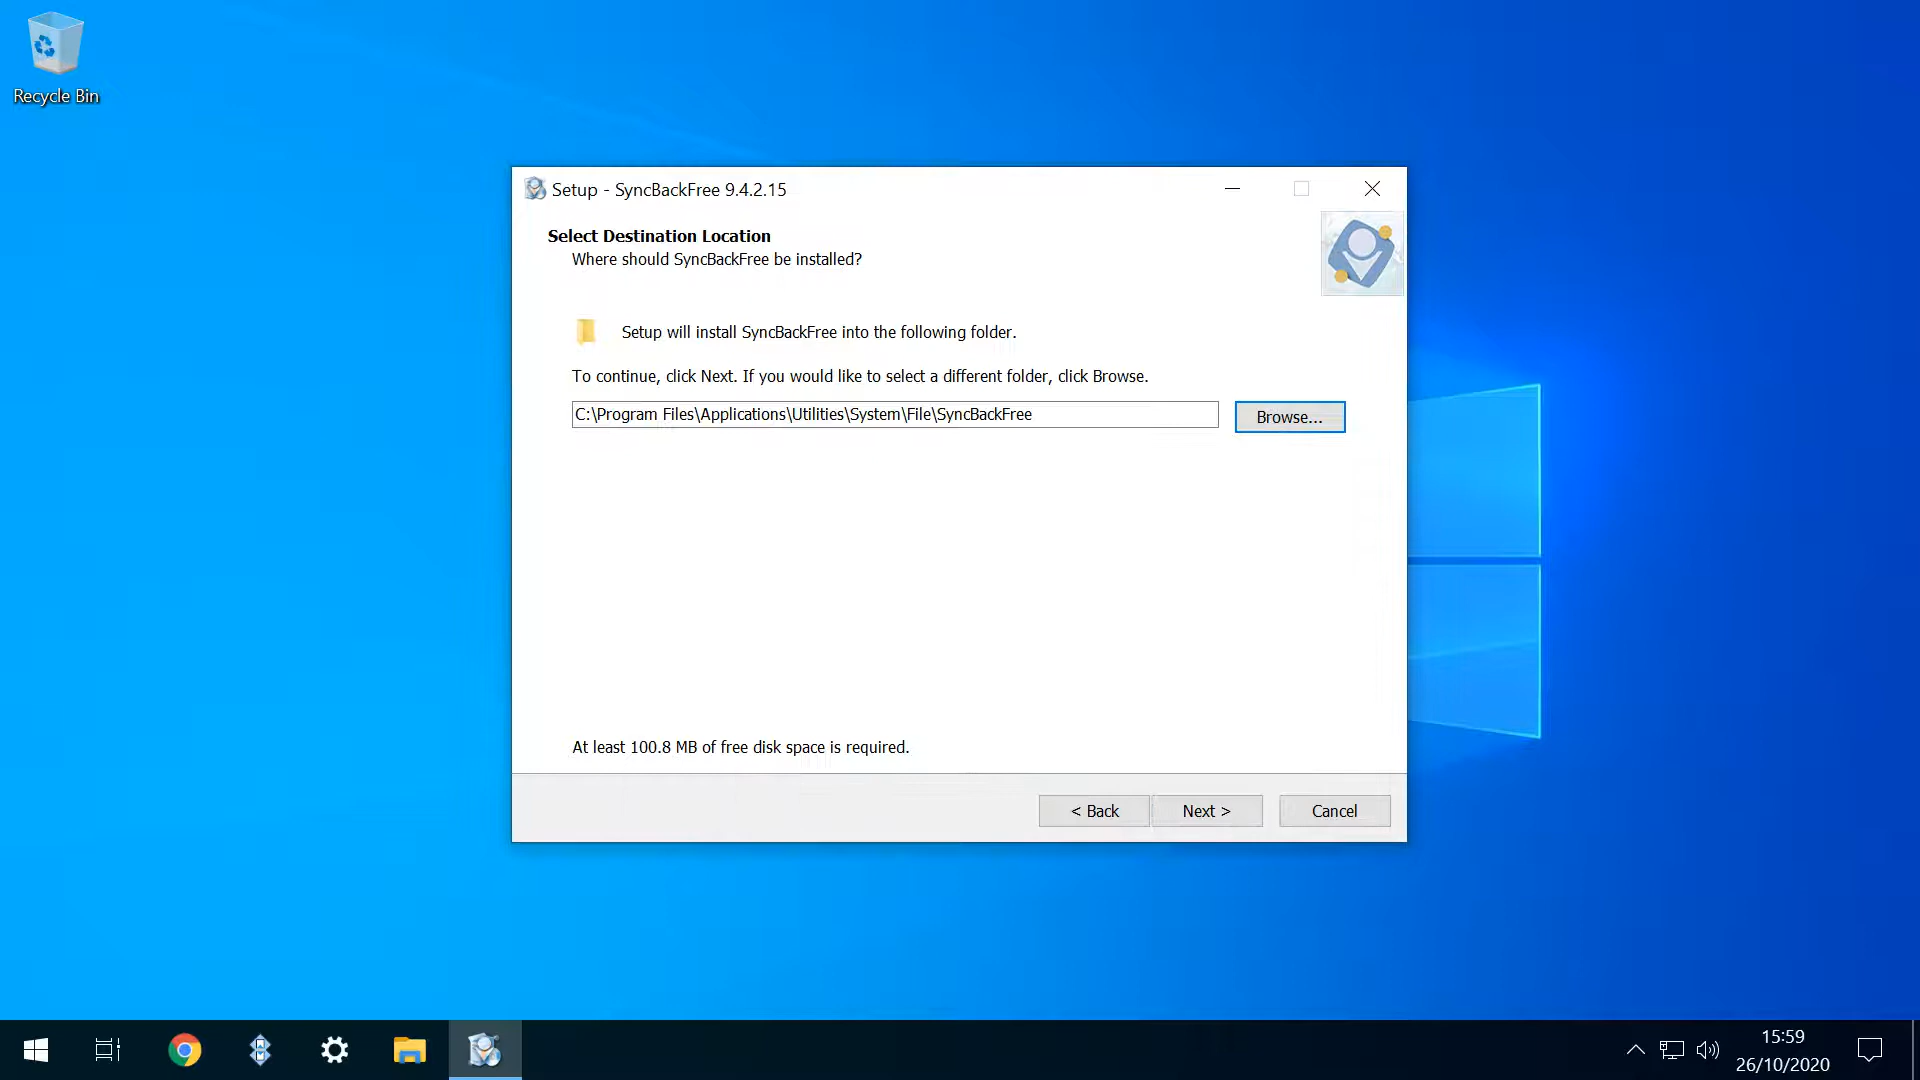 Recycle Bin
Setup - SyncBackFree 9.4.2.15
Select Destination Location
Where should SyncBackFree be installed?
Setup will install SyncBackFree into the following folder.
To continue, click Next. If you would like to select a different folder, click Browse.
C:\Program Files\Applications\Utilities\System\File\SyncBackFree
Browse...
At least 100.8 MB of free disk space is required.
< Back
Next >
Cancel
15:59
26/10/2020